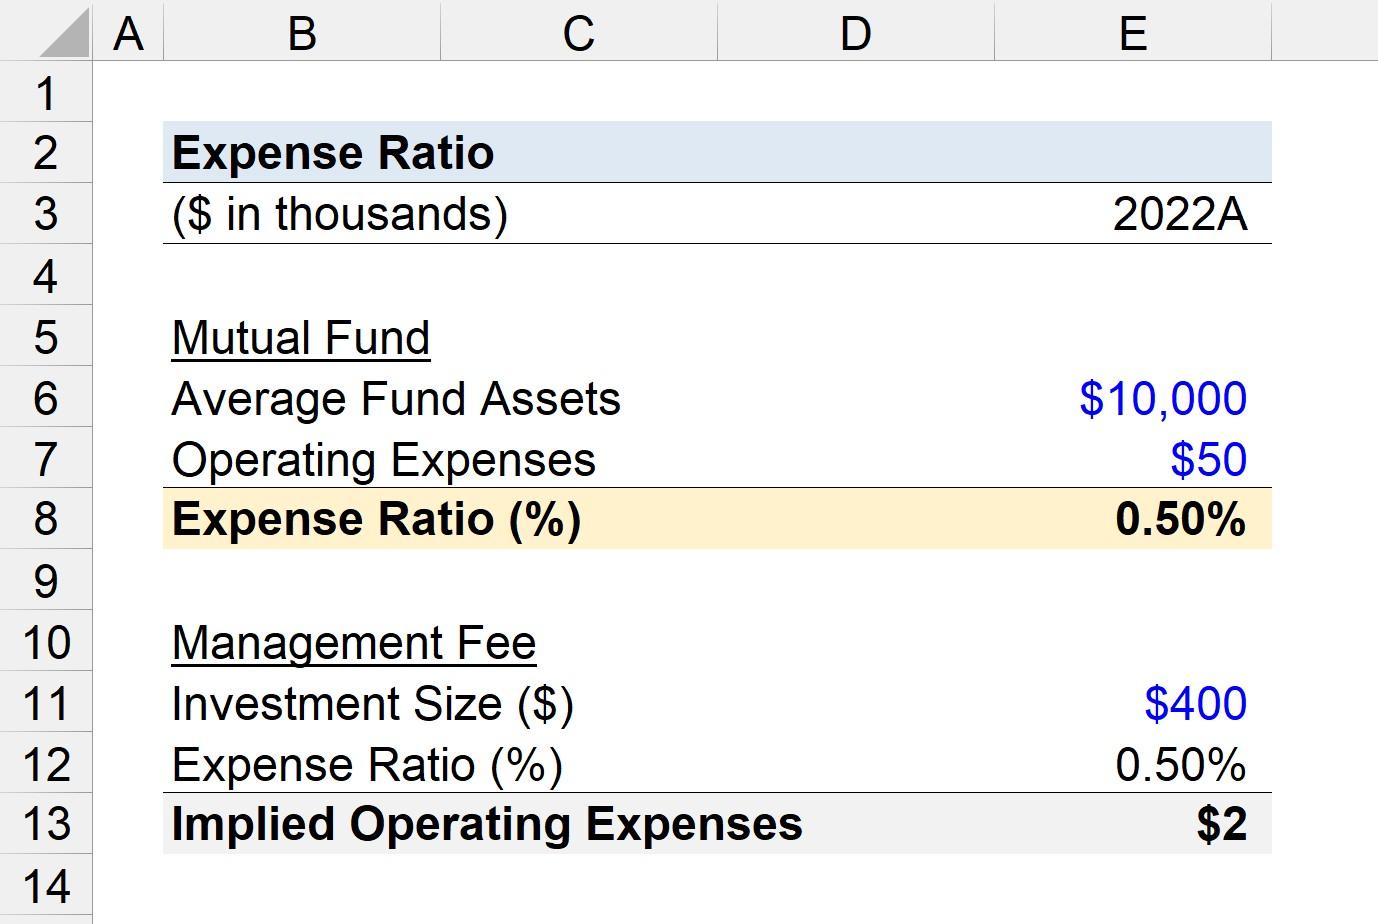 A B C D E
1
2 Expense Ratio
3 ($ in thousands) 2022A
4
5 Mutual Fund
6 Average Fund Assets $10,000
7 Operating Expenses $50
8 Expense Ratio (%) 0.50%
9
10 Management Fee
11 Investment Size ($) $400
12 Expense Ratio (%) 0.50%
13 Implied Operating Expenses $2
14